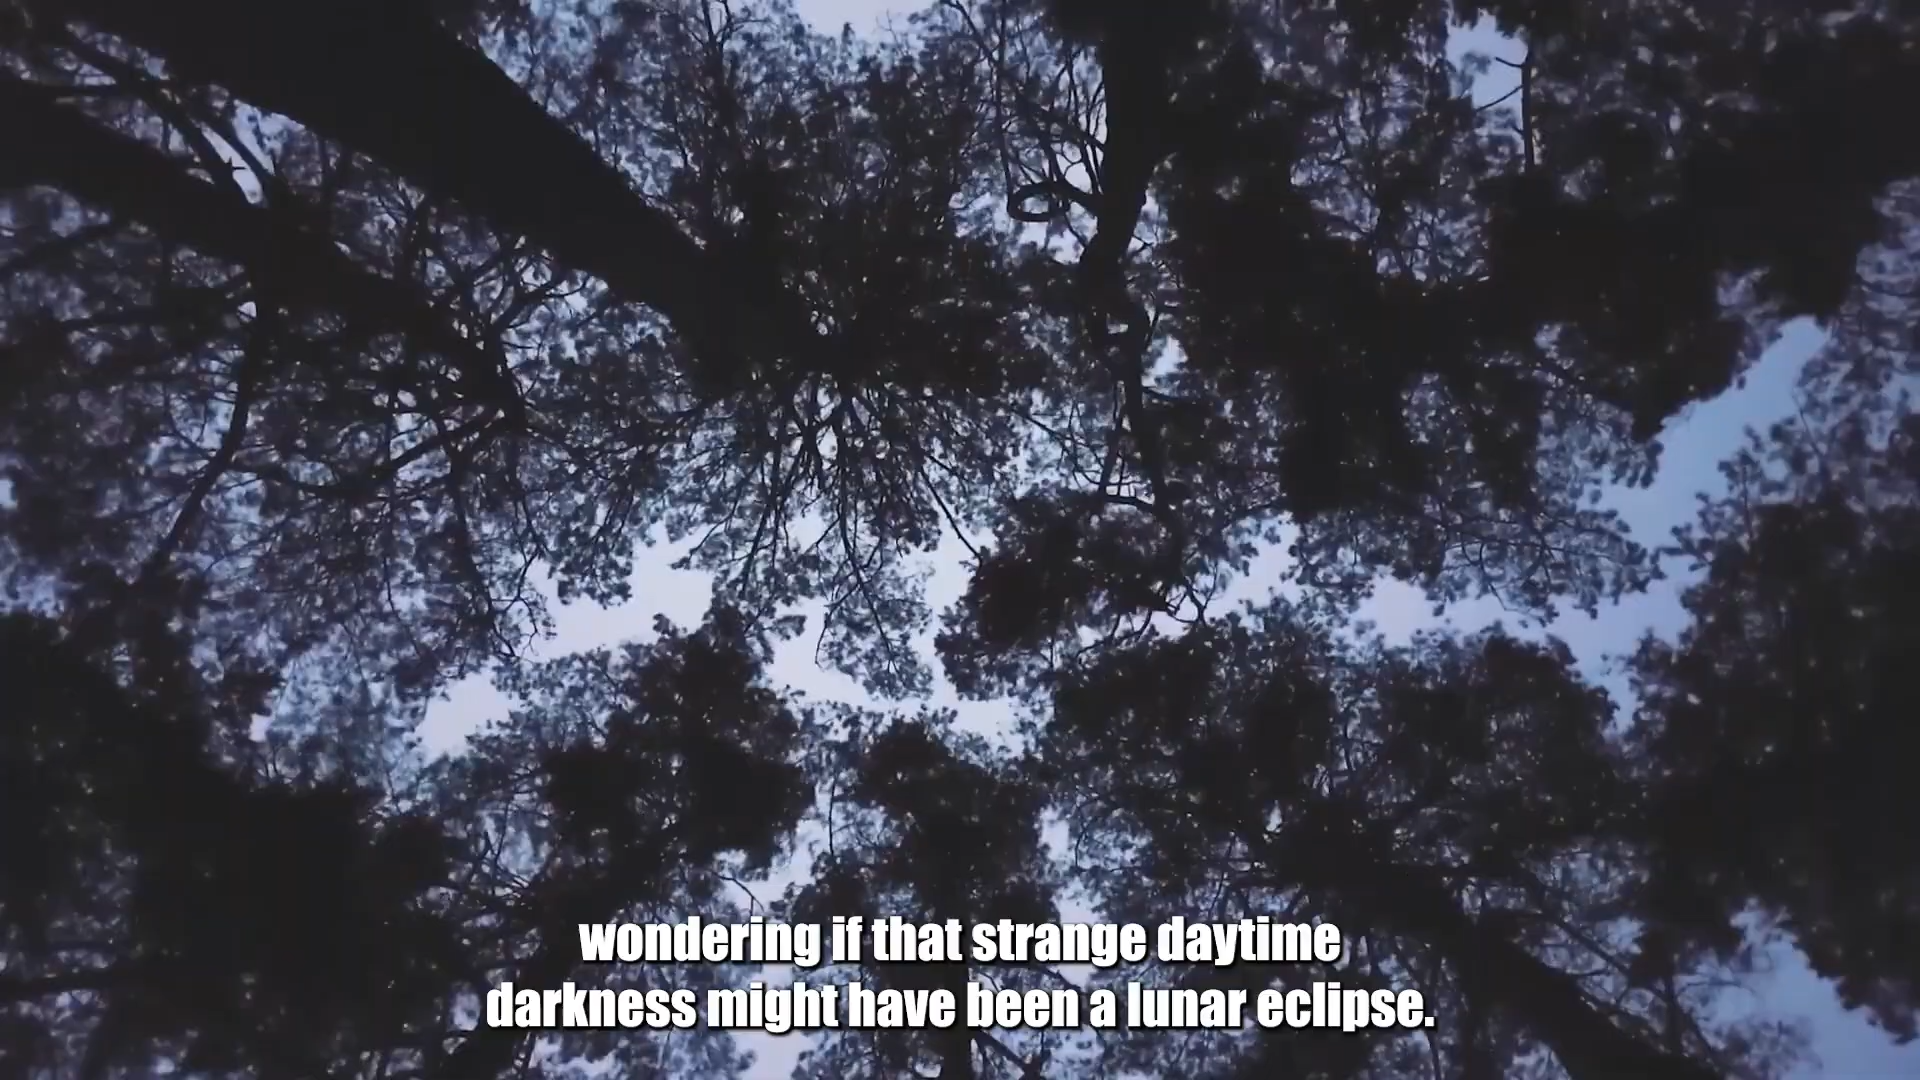 wondering if that strange daytime
darkness might have been a lunar eclipse.